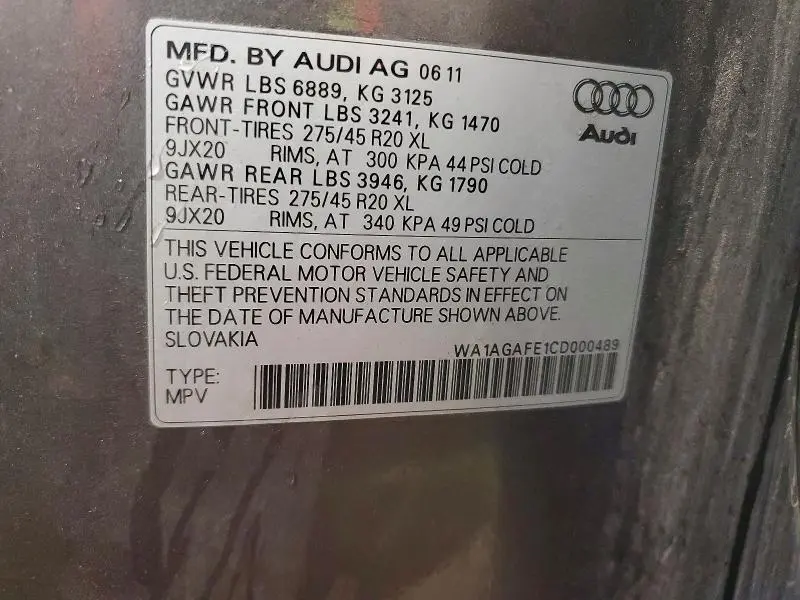 MFD. BY AUDI AG 06 11
GVWR LBS 6889, KG 3125
GAWR FRONT LBS 3241, KG 1470
FRONT-TIRES 275/45 R20 XL
9JX20 RIMS, AT 300 KPA 44 PSI COLD
GAWR REAR LBS 3946, KG 1790
REAR-TIRES 275/45 R20 XL
9JX20 RIMS, AT 340 KPA 49 PSI COLD
Audi
THIS VEHICLE CONFORMS TO ALL APPLICABLE
U.S. FEDERAL MOTOR VEHICLE SAFETY AND
THEFT PREVENTION STANDARDS IN EFFECT ON
THE DATE OF MANUFACTURE SHOWN ABOVE.
SLOVAKIA
WA1AGAFE1CD000489
TYPE:
MPV